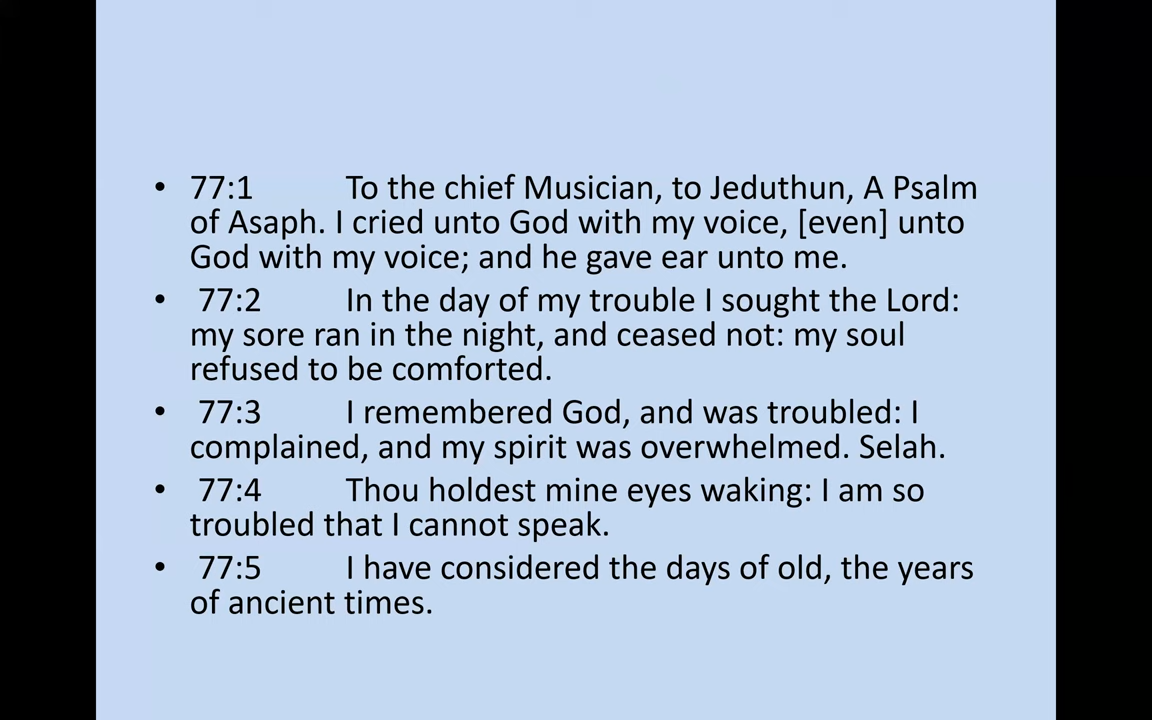 • 77:1 To the chief Musician, to Jeduthun, A Psalm
of Asaph. I cried unto God with my voice, [even] unto
God with my voice; and he gave ear unto me.
• 77:2 In the day of my trouble I sought the Lord:
my sore ran in the night, and ceased not: my soul
refused to be comforted.
• 77:3 I remembered God, and was troubled: I
complained, and my spirit was overwhelmed. Selah.
• 77:4 Thou holdest mine eyes waking: I am so
troubled that I cannot speak.
• 77:5 I have considered the days of old, the years
of ancient times.